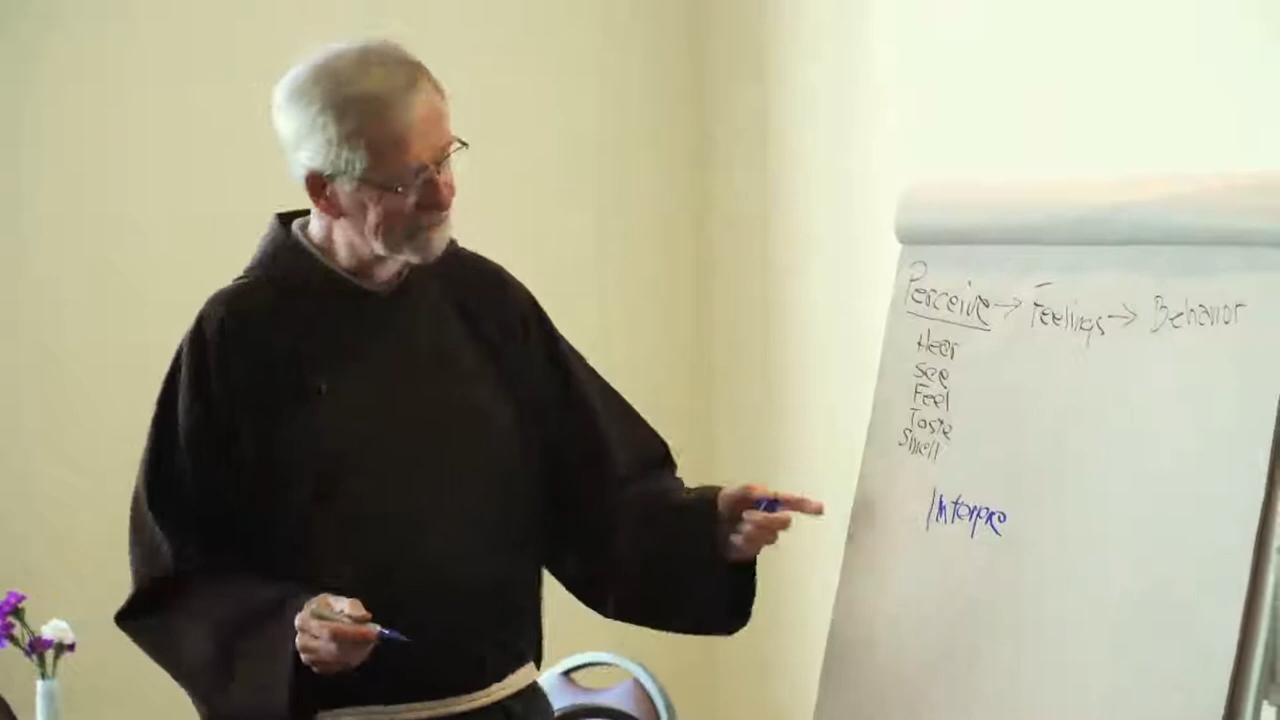 Perceive → Feelings → Behavior
Hear
See
Feel
Taste
Smell
Interpre